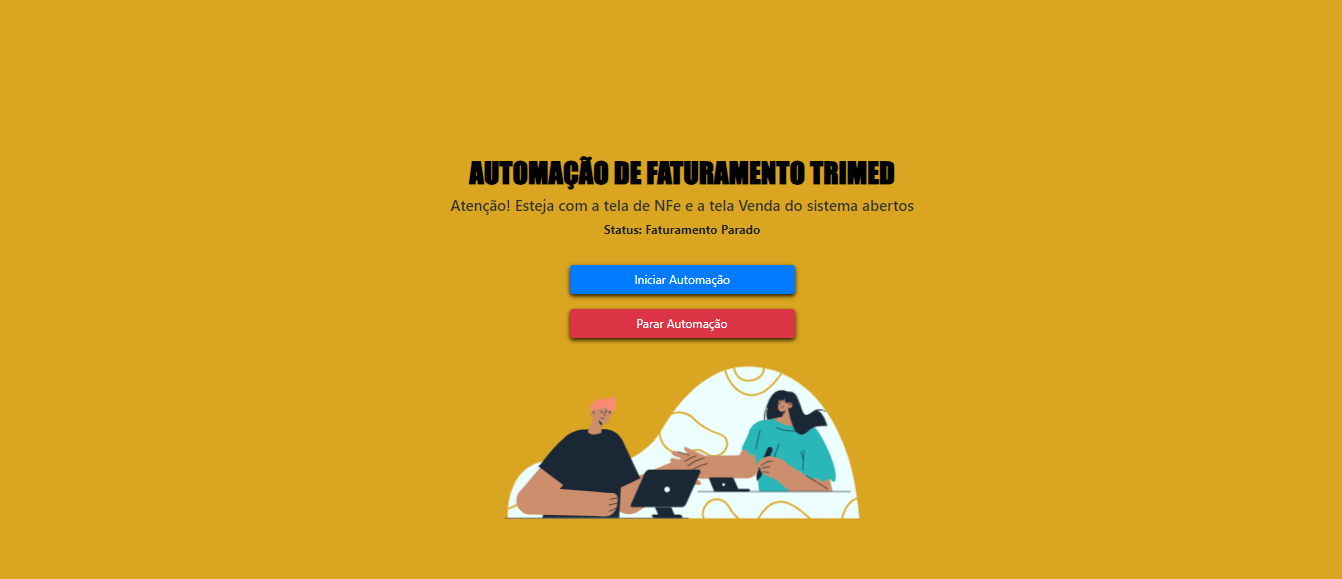 AUTOMAÇÃO DE FATURAMENTO TRIMED
Atenção! Esteja com a tela de NFe e a tela Venda do sistema abertos
Status: Faturamento Parado
Iniciar Automação
Parar Automação